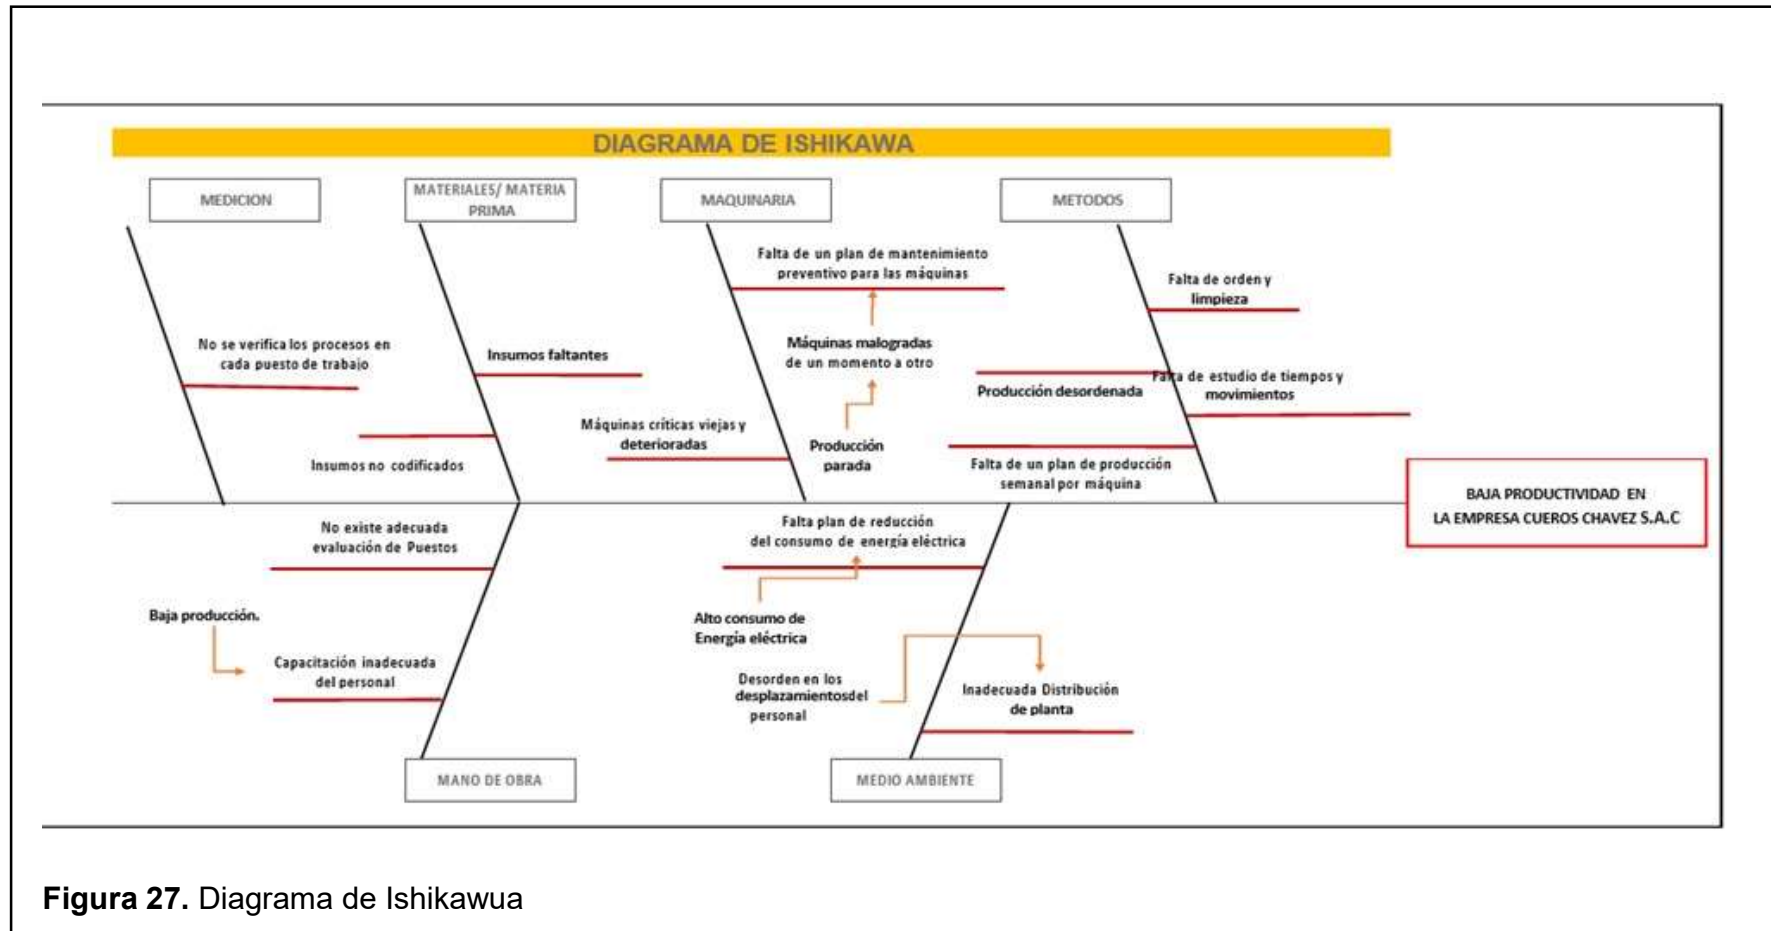 DIAGRAMA DE ISHIKAWA
MEDICION
MATERIALES/ MATERIA
PRIMA
MAQUINARIA
METODOS
Falta de un plan de mantenimiento
preventivo para las máquinas
Falta de orden y
limpieza
No se verifica los procesos en
cada puesto de trabajo
Insumos faltantes
Máquinas malogradas
de un momento a otro
Producción desordenada
Falta de estudio de tiempos y
movimientos
Máquinas críticas viejas y
deterioradas
Producción
parada
Insumos no codificados
Falta de un plan de producción
semanal por máquina
BAJA PRODUCTIVIDAD EN
LA EMPRESA CUEROS CHAVEZ S.A.C
No existe adecuada
evaluación de Puestos
Falta plan de reducción
del consumo de energía eléctrica
Baja producción.
Alto consumo de
Energía eléctrica
Capacitación inadecuada
del personal
Desorden en los
desplazamientosdel
personal
Inadecuada Distribución
de planta
MANO DE OBRA
MEDIO AMBIENTE
Figura 27. Diagrama de Ishikawua